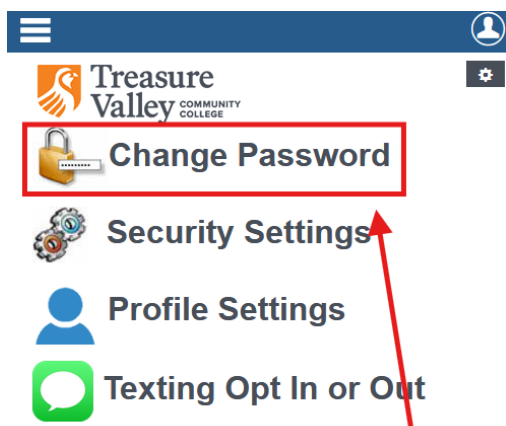 Treasure
Valley COMMUNITY COLLEGE
Change Password
Security Settings
Profile Settings
Texting Opt In or Out